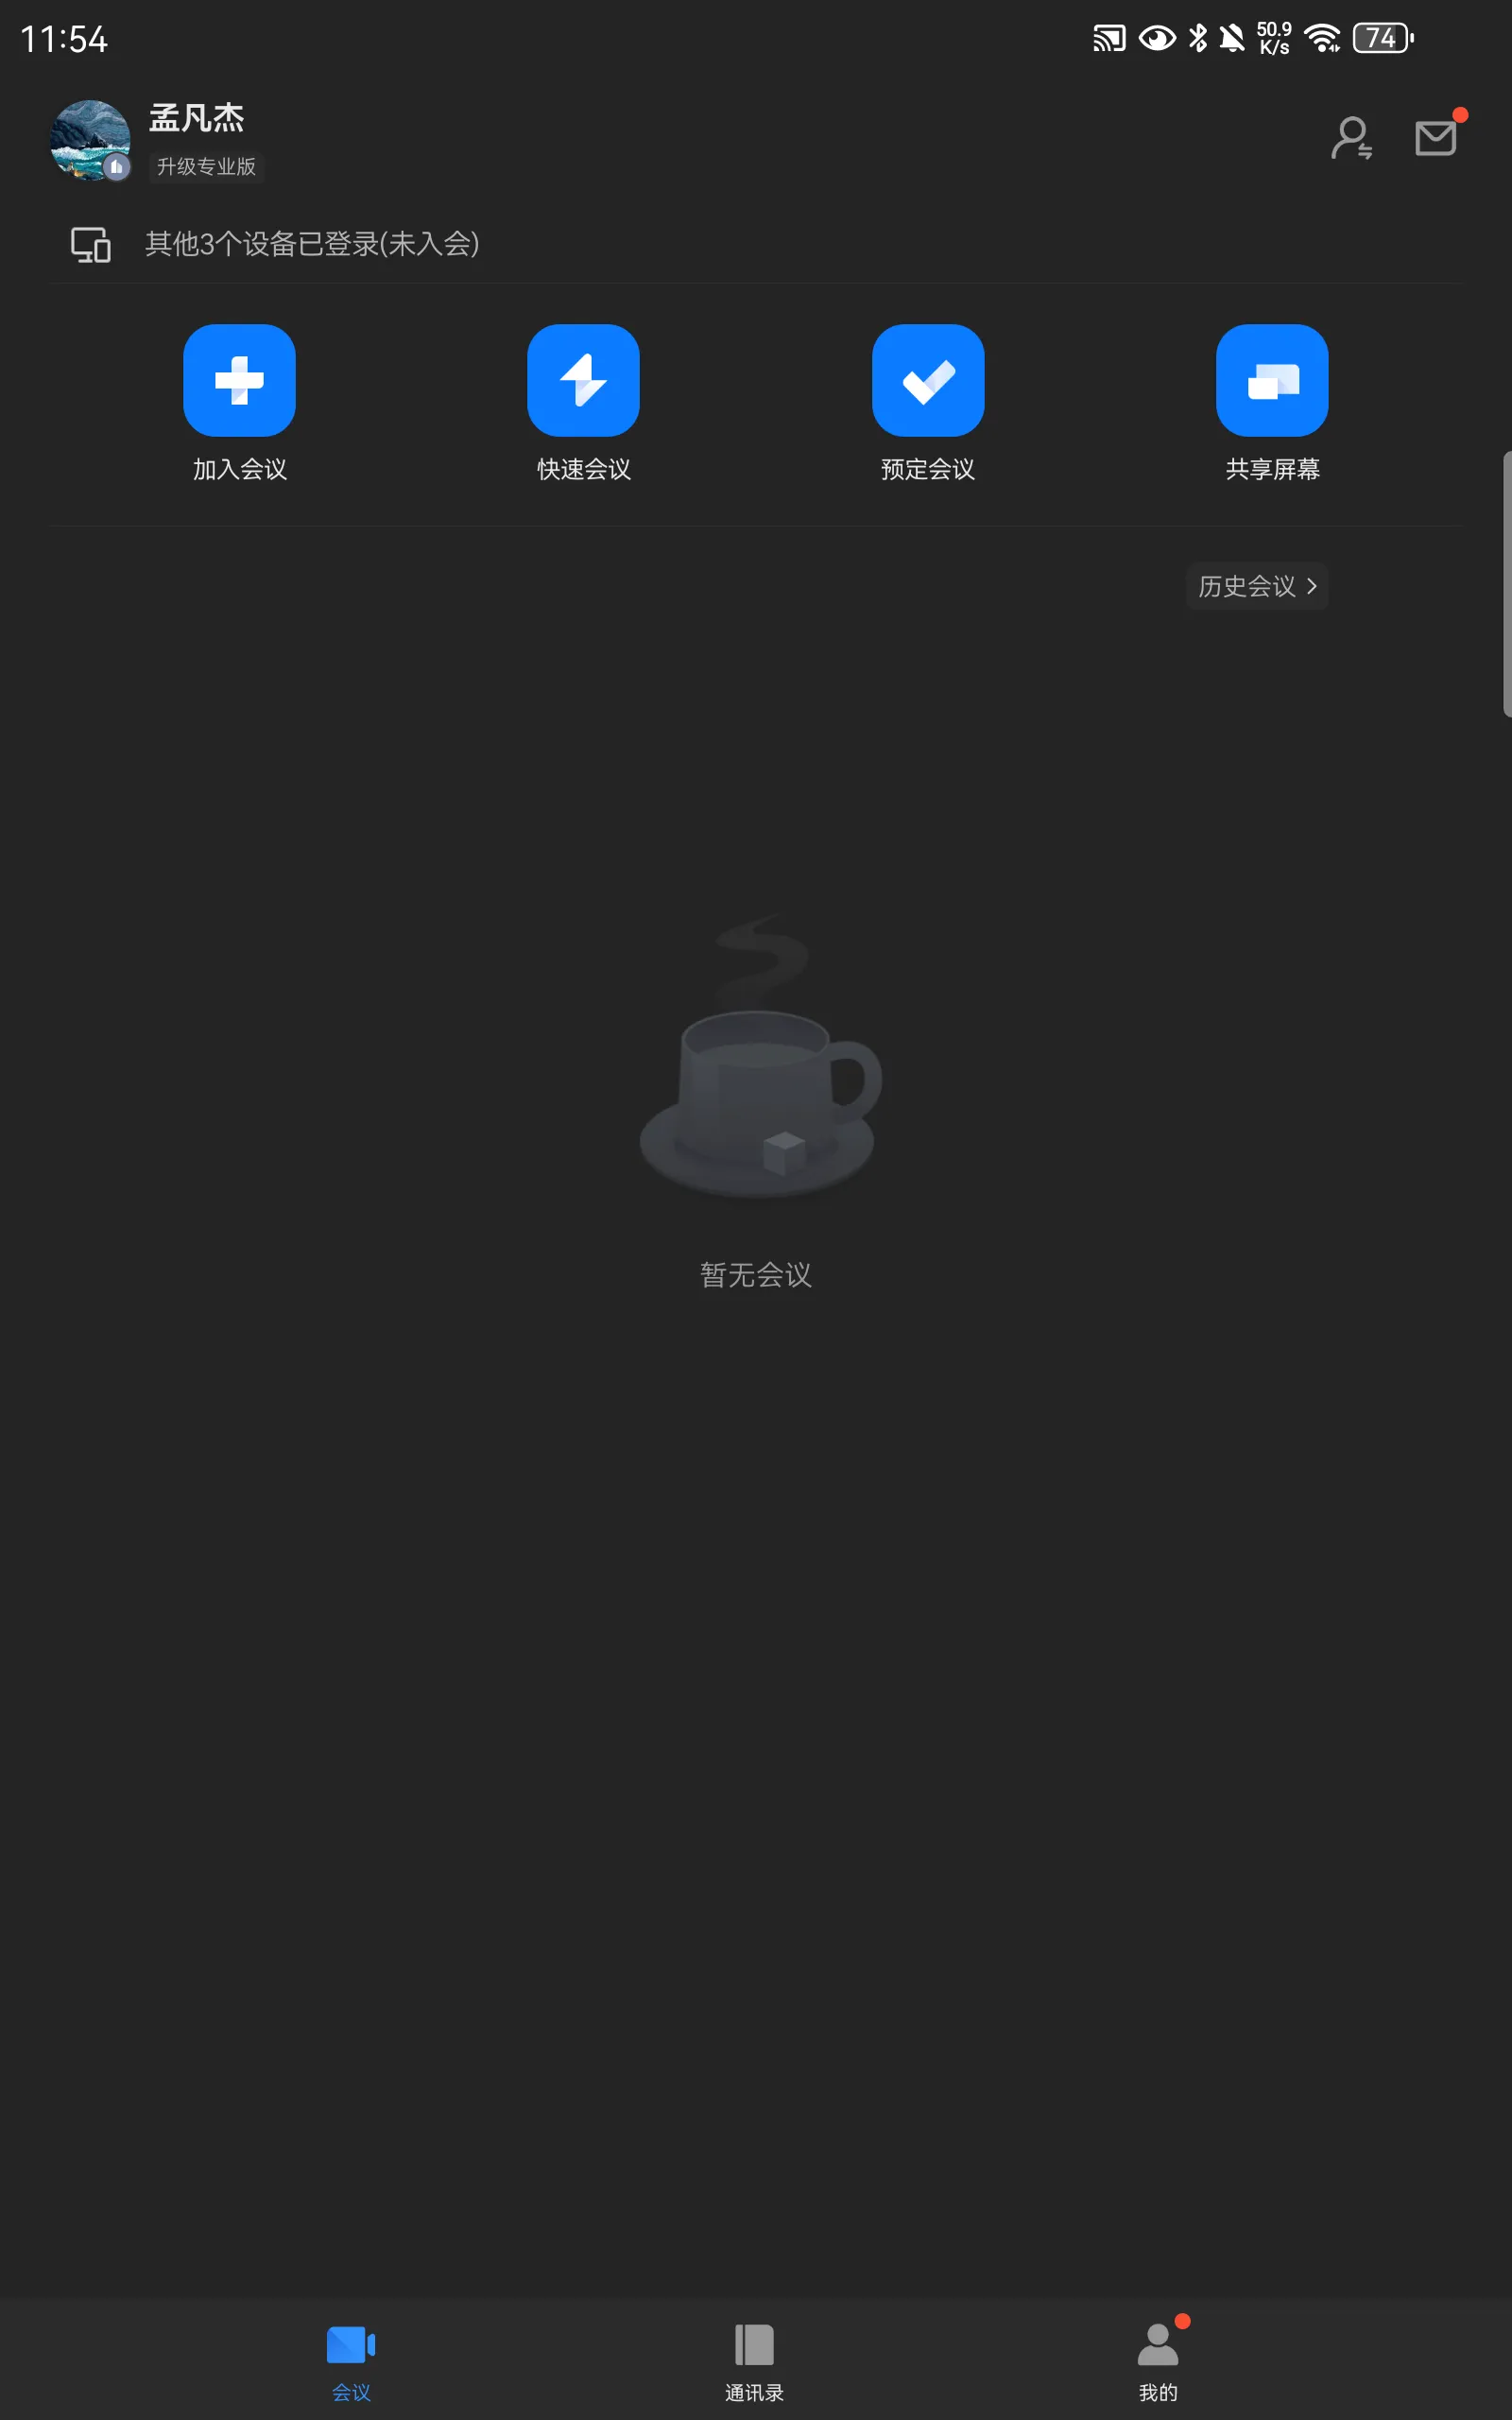 11:54
50.9
K/s
74
孟凡杰
升级专业版
其他3个设备已登录(未入会)
加入会议
快速会议
预定会议
共享屏幕
历史会议
暂无会议
会议
通讯录
我的